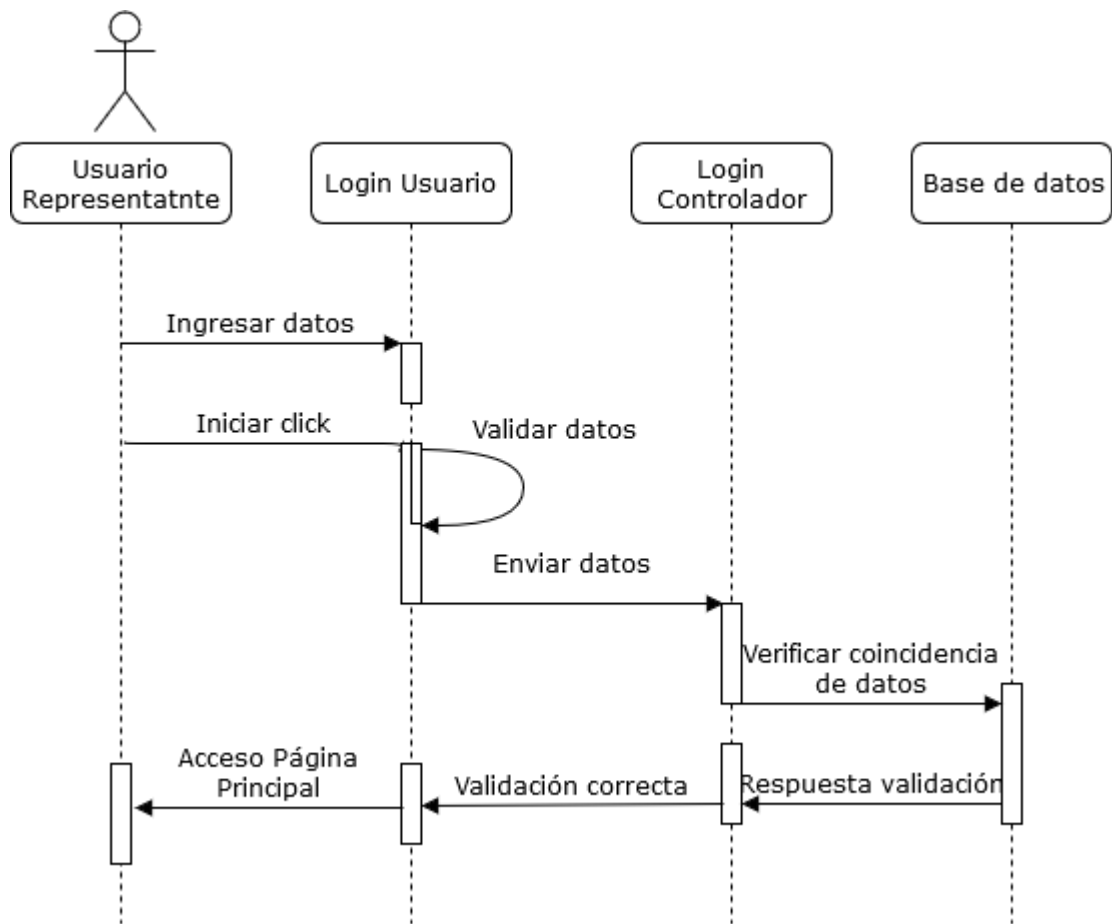 Usuario
Representatnte
Login Usuario
Login
Controlador
Base de datos
Ingresar datos
Iniciar click
Validar datos
Enviar datos
Verificar coincidencia
de datos
Acceso Página
Principal
Validación correcta
Respuesta validación